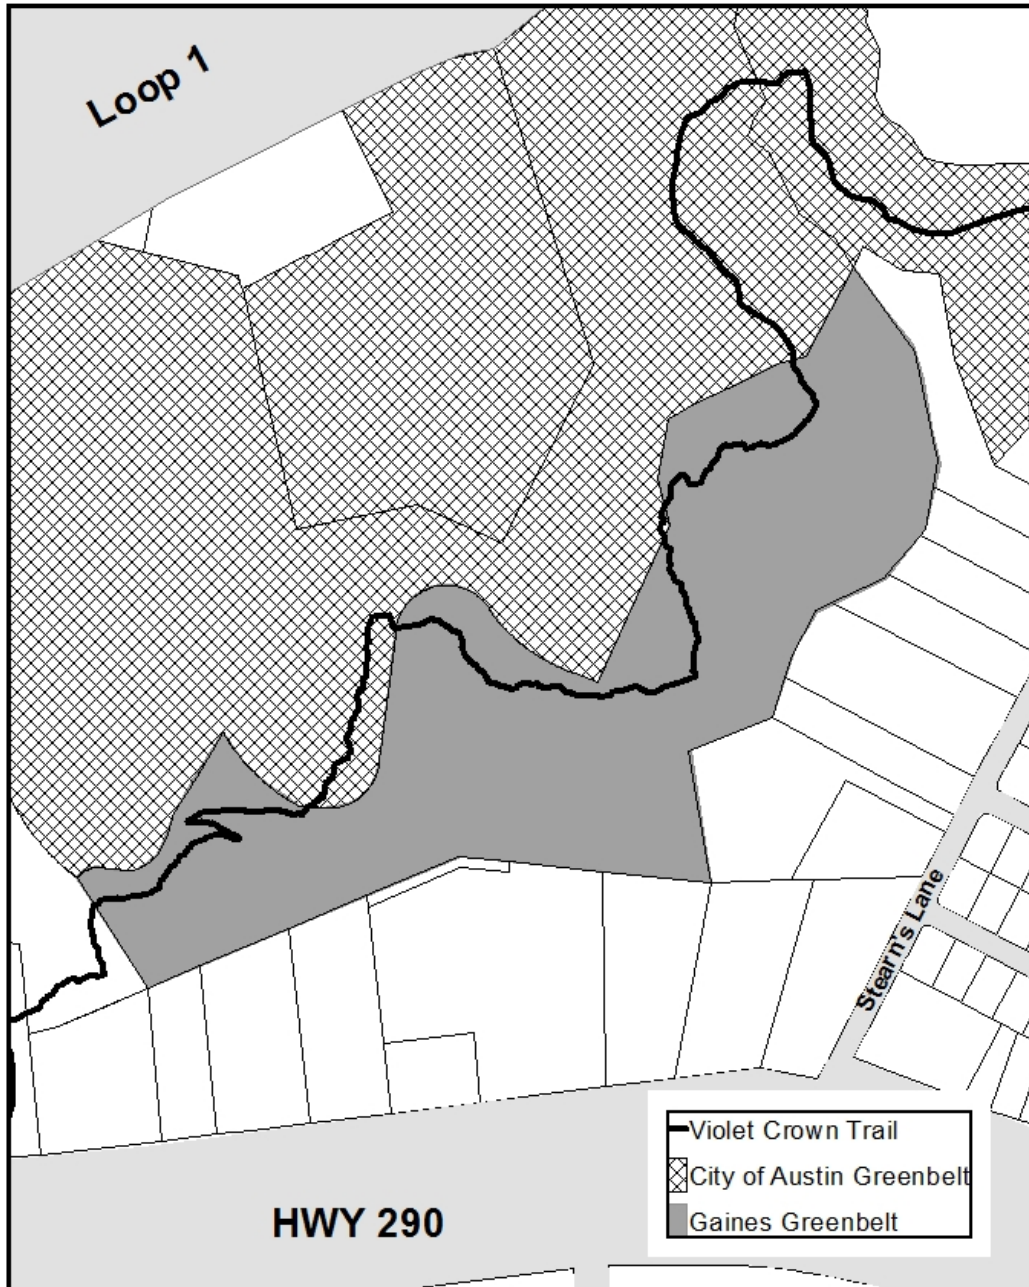 Loop 1
Stearn's Lane
Violet Crown Trail
City of Austin Greenbelt
Gaines Greenbelt
HWY 290